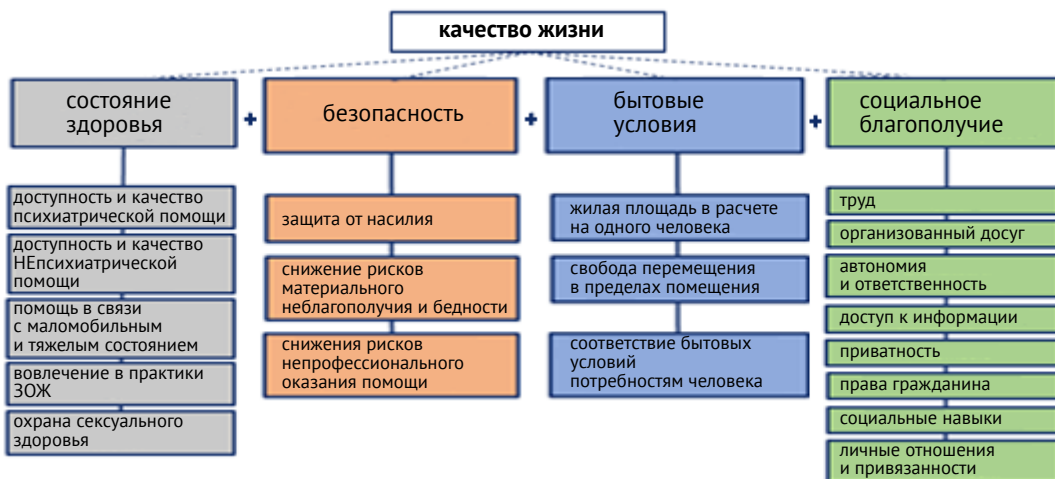 качество жизни
состояние
здоровья
+
безопасность
+
бытовые
условия
+
социальное
благополучие
доступность и качество
психиатрической помощи
доступность и качество
НЕпсихиатрической
помощи
помощь в связи
с маломобильным
и тяжелым состоянием
вовлечение в практики
ЗОЖ
охрана сексуального
здоровья
защита от насилия
снижение рисков
материального
неблагополучия и бедности
снижения рисков
непрофессионального
оказания помощи
жилая площадь в расчете
на одного человека
свобода перемещения
в пределах помещения
соответствие бытовых
условий
потребностям человека
труд
организованный досуг
автономия
и ответственность
доступ к информации
приватность
права гражданина
социальные навыки
личные отношения
и привязанности